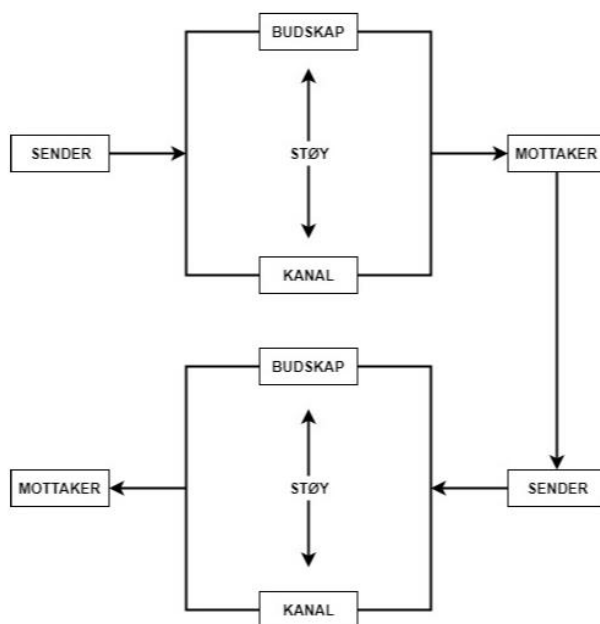 BUDSKAP
SENDER
STØY
MOTTAKER
KANAL
BUDSKAP
MOTTAKER
STØY
SENDER
KANAL